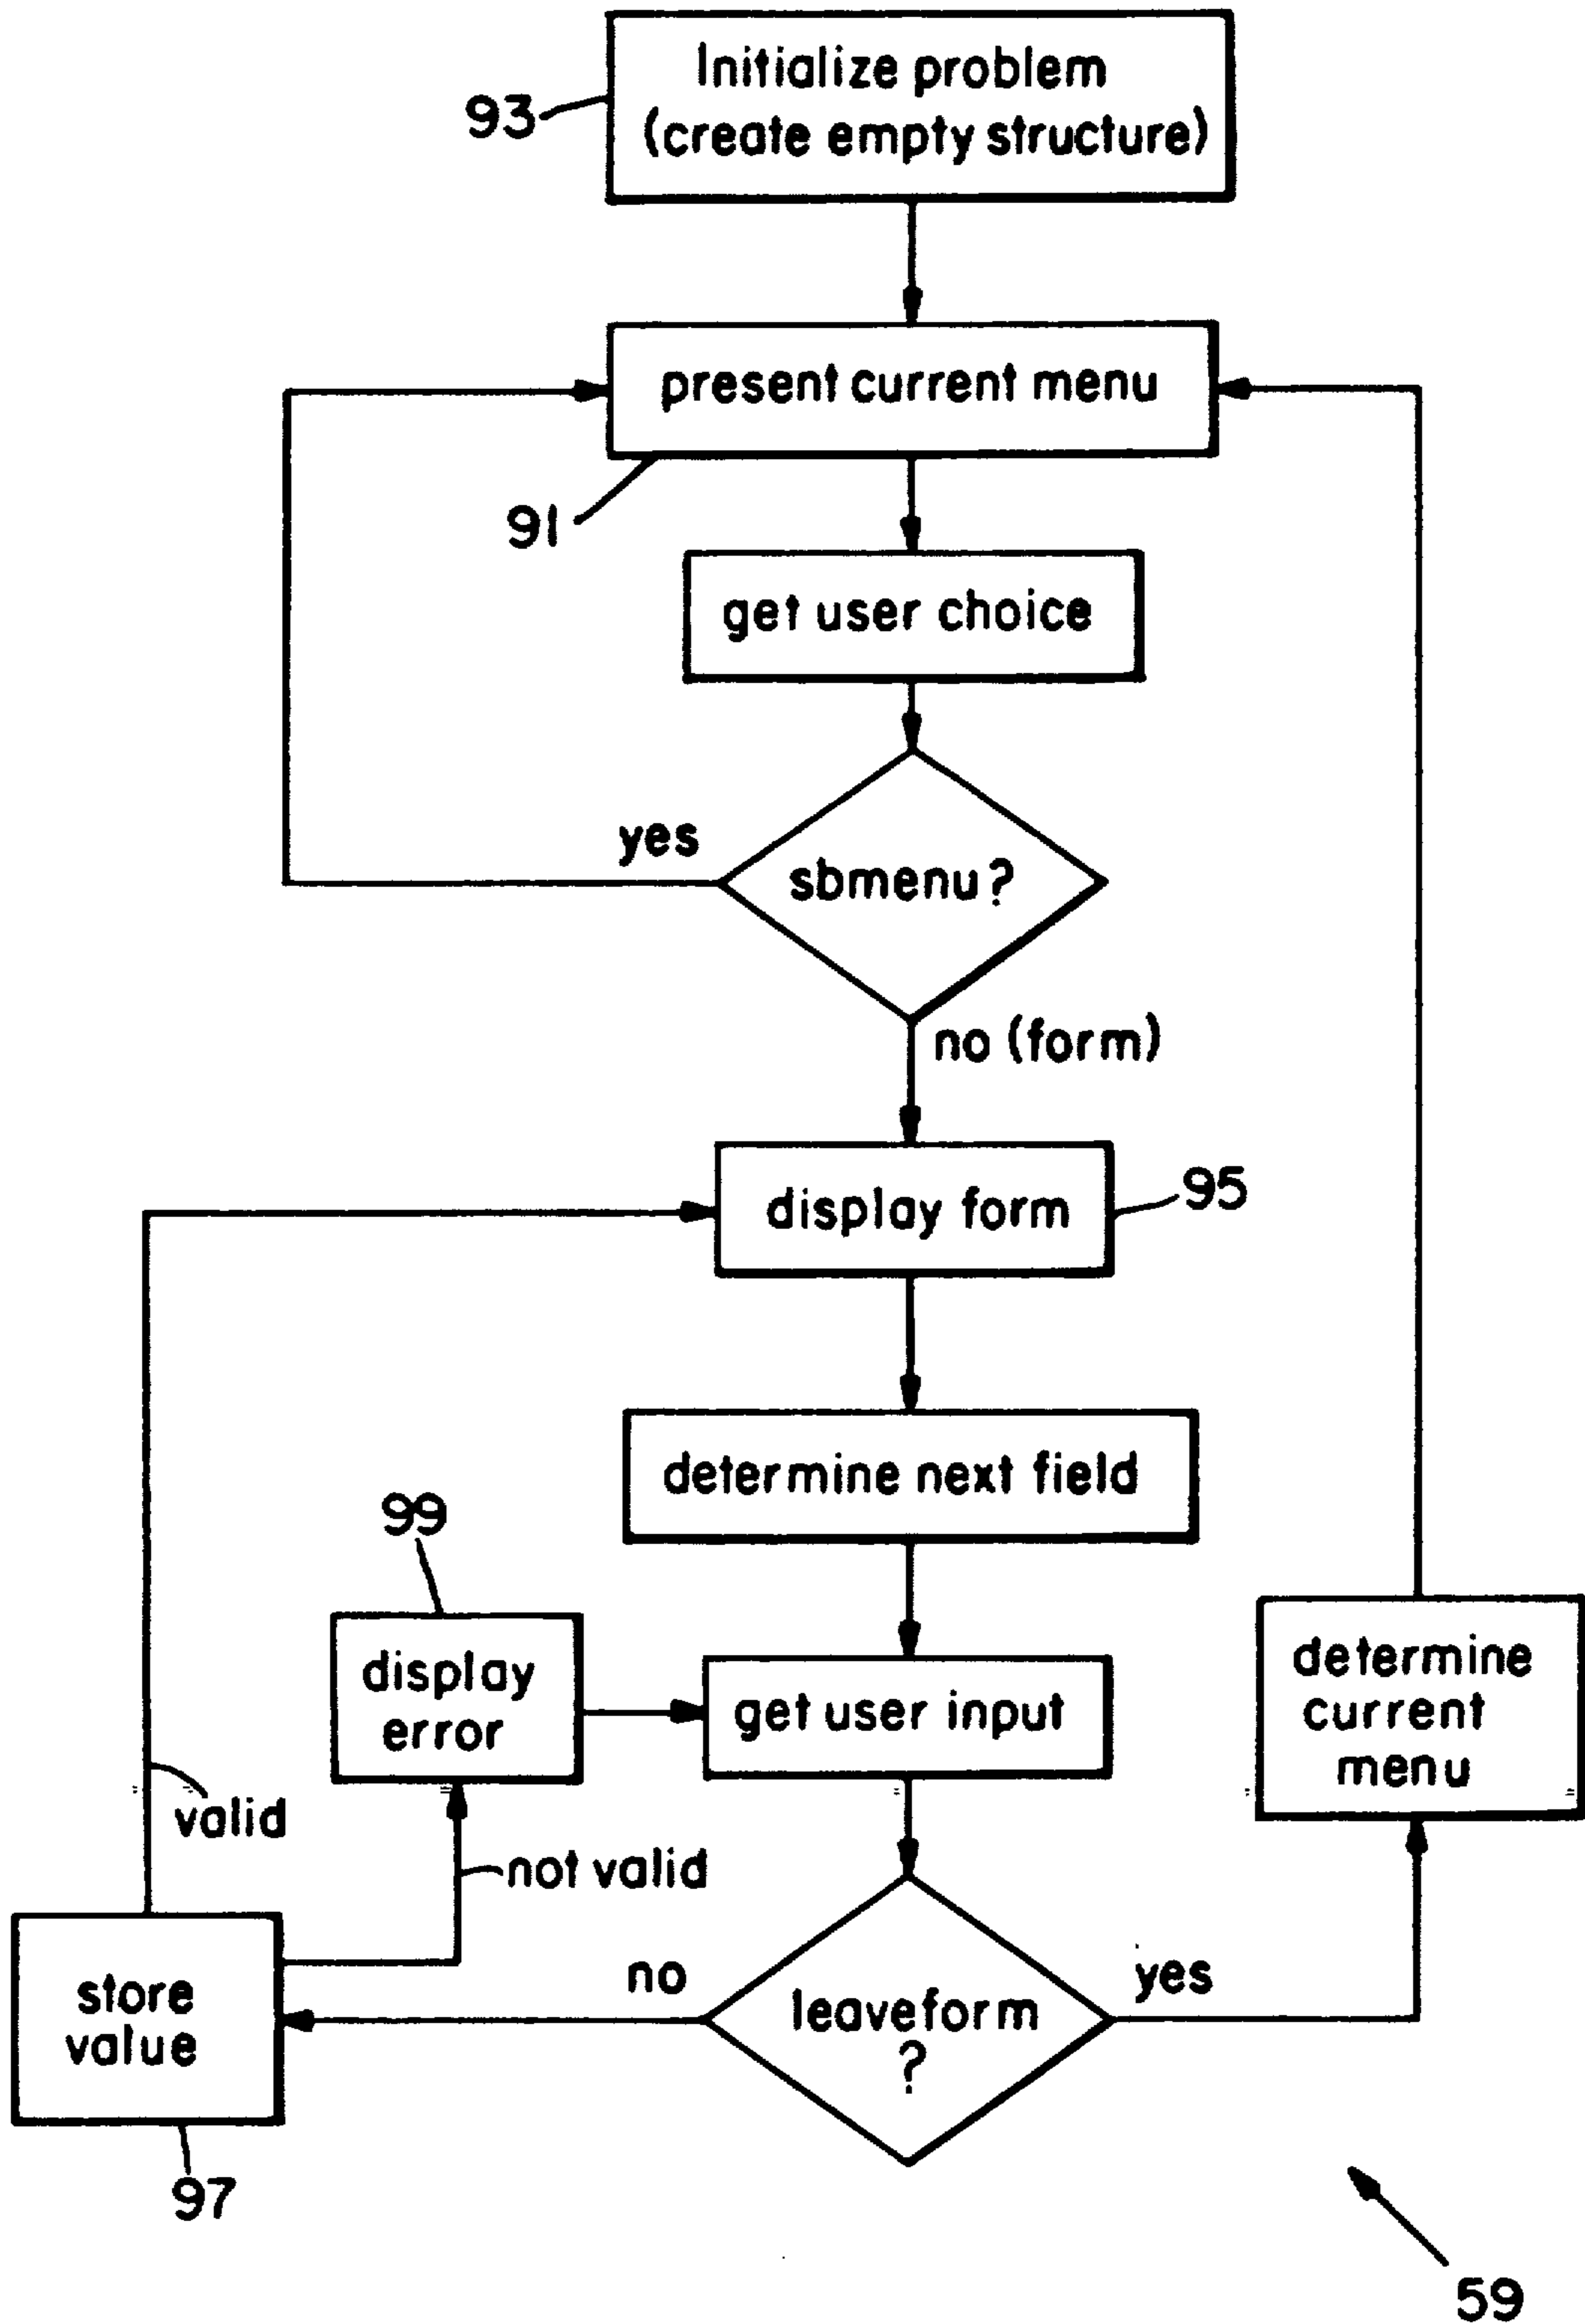 Initialize problem
(create empty structure)
93
present current menu
91
get user choice
yes
sbmenu?
no (form)
display form
95
determine next field
99
display
error
get user input
determine
current
menu
valid
not valid
store
value
no
leaveform
?
yes
97
59